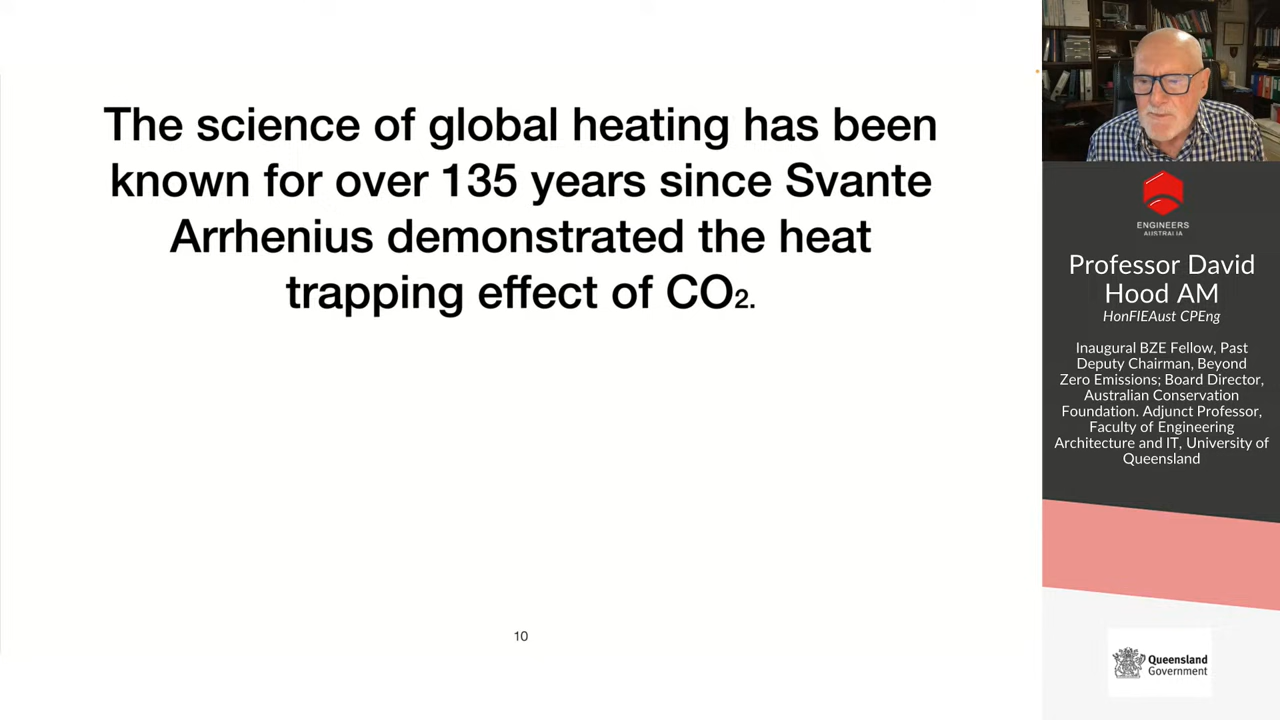 The science of global heating has been
known for over 135 years since Svante
Arrhenius demonstrated the heat
trapping effect of CO2.
10
ENGINEERS
AUSTRALIA
Professor David
Hood AM
HonFIEAust CPEng
Inaugural BZE Fellow, Past
Deputy Chairman, Beyond
Zero Emissions; Board Director,
Australian Conservation
Foundation. Adjunct Professor,
Faculty of Engineering
Architecture and IT, University of
Queensland
Queensland
Government